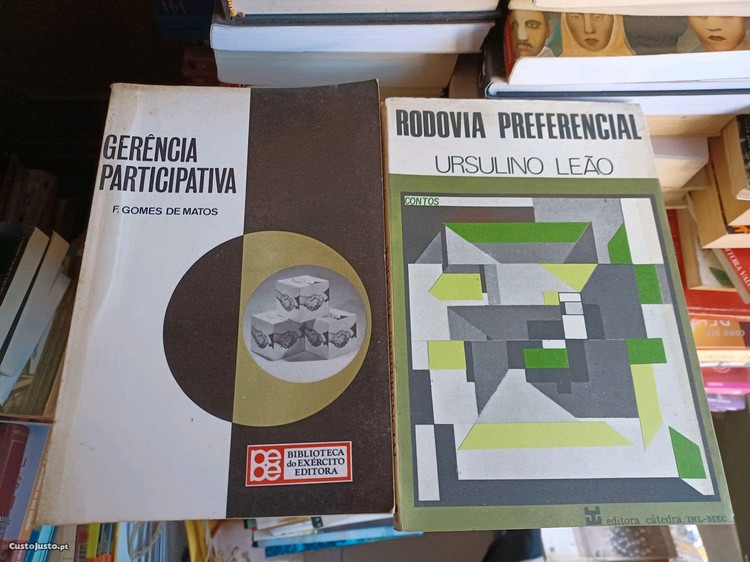 GERÊNCIA
PARTICIPATIVA
F. GOMES DE MATOS
BIBLIOTECA
do EXÉRCITO
EDITORA
RODOVIA PREFERENCIAL
URSULINO LEÃO
CONTOS
editora cátedra INL-MEC
Custojusto.pt